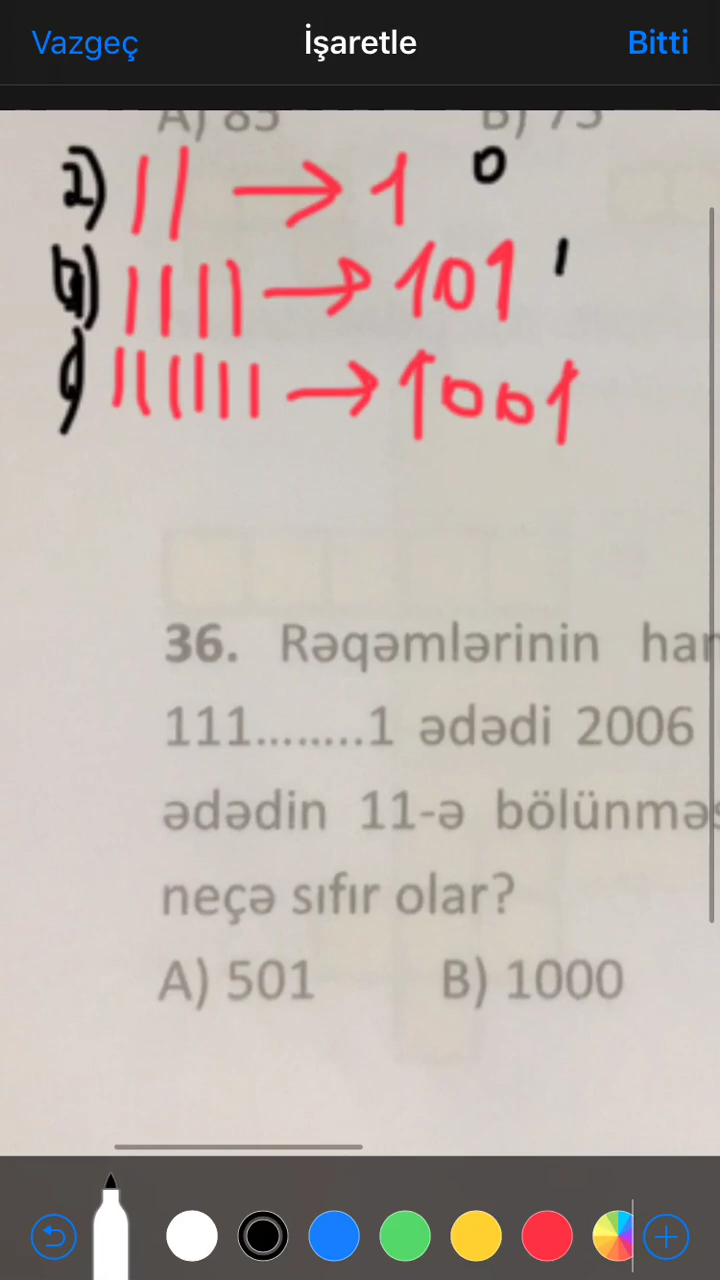 Vazgeç İşaretle Bitti
A) 85 B) 75
2) 11 → 1 0
4) 1111 → 101 1
111111 → 1001
36. Rəqəmlərinin
111........1 ədədi 2006
ədədin 11-ə
neçə sıfır olar?
A) 501 B) 1000